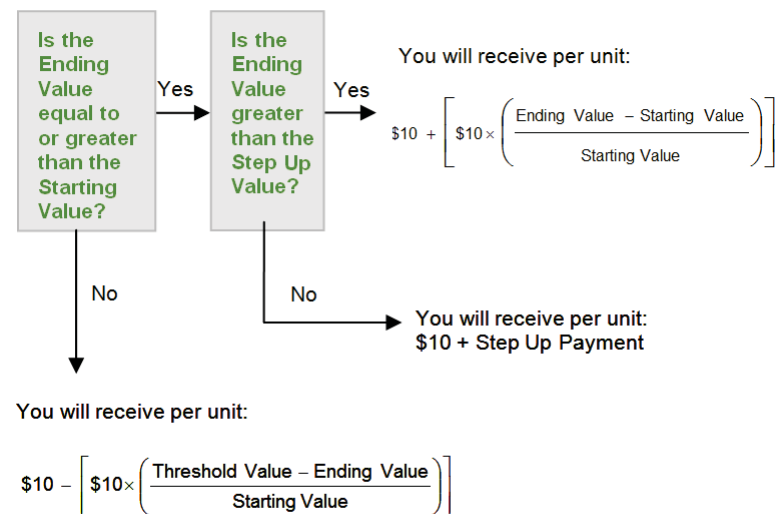 Is the
Ending
Value
equal to
or greater
than the
Starting
Value?
Yes
Is the
Ending
Value
greater
than the
Step Up
Value?
Yes
You will receive per unit:
$10 + [ $10 × ( Ending Value – Starting Value
Starting Value ) ]
No
No
You will receive per unit:
$10 + Step Up Payment
You will receive per unit:
$10 – [ $10× ( Threshold Value – Ending Value
Starting Value ) ]